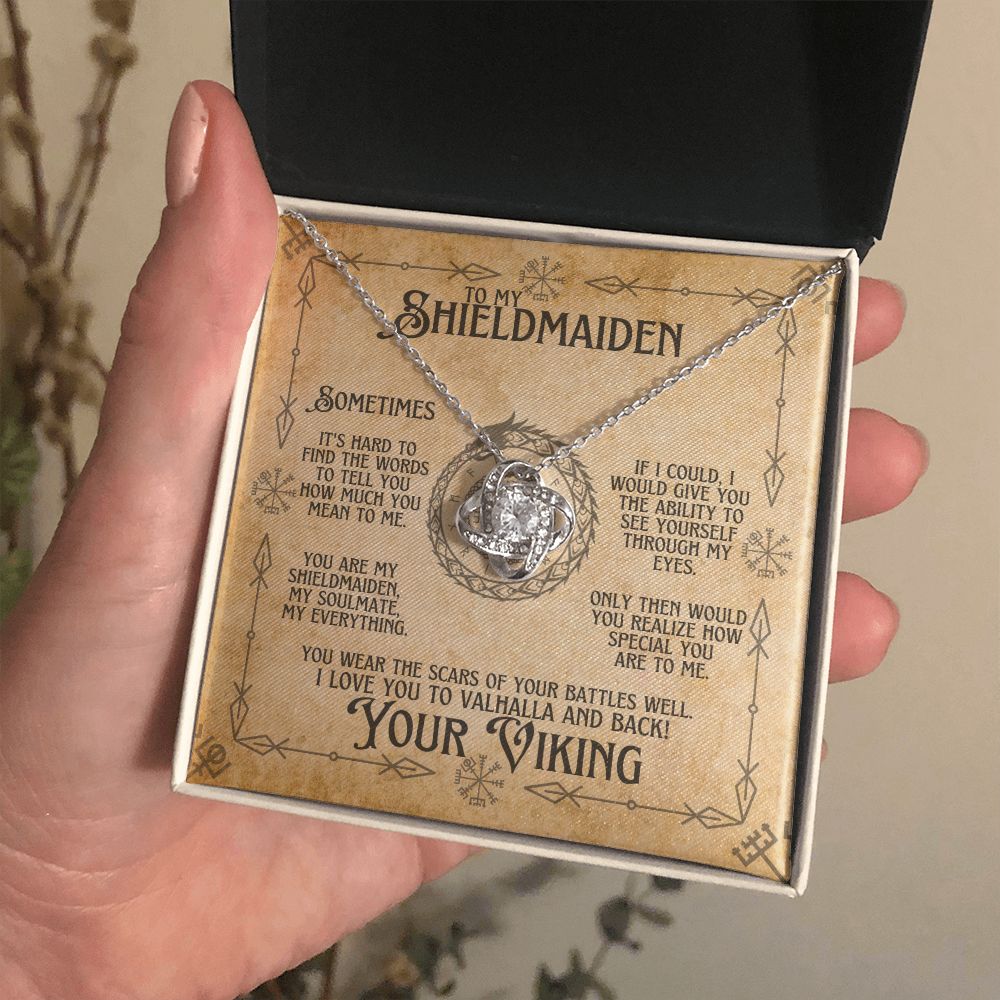 TO MY
SHIELDMAIDEN
SOMETIMES
IT'S HARD TO
FIND THE WORDS
TO TELL YOU
HOW MUCH YOU
MEAN TO ME.
YOU ARE MY
SHIELDMAIDEN,
MY SOULMATE,
MY EVERYTHING.
IF I COULD, I
WOULD GIVE YOU
THE ABILITY TO
SEE YOURSELF
THROUGH MY
EYES.
ONLY THEN WOULD
YOU REALIZE HOW
SPECIAL YOU
ARE TO ME.
YOU WEAR THE SCARS OF YOUR BATTLES WELL.
I LOVE YOU TO VALHALLA AND BACK!
YOUR VIKING